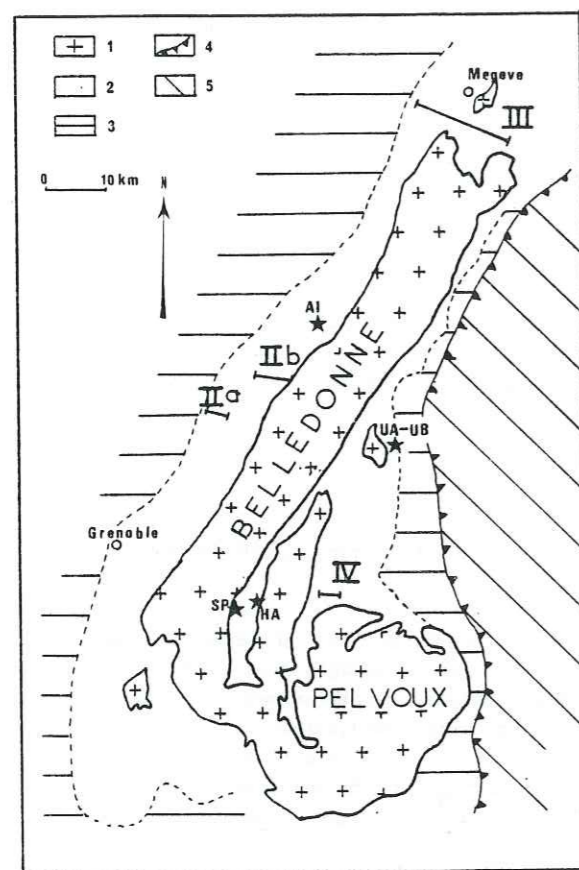 1
4
2
5
3
0 10 km
N
Megève
III
AI
IIb
IIa
BELLEDONNE
UA-UB
Grenoble
IV
SP
HA
PELVOUX